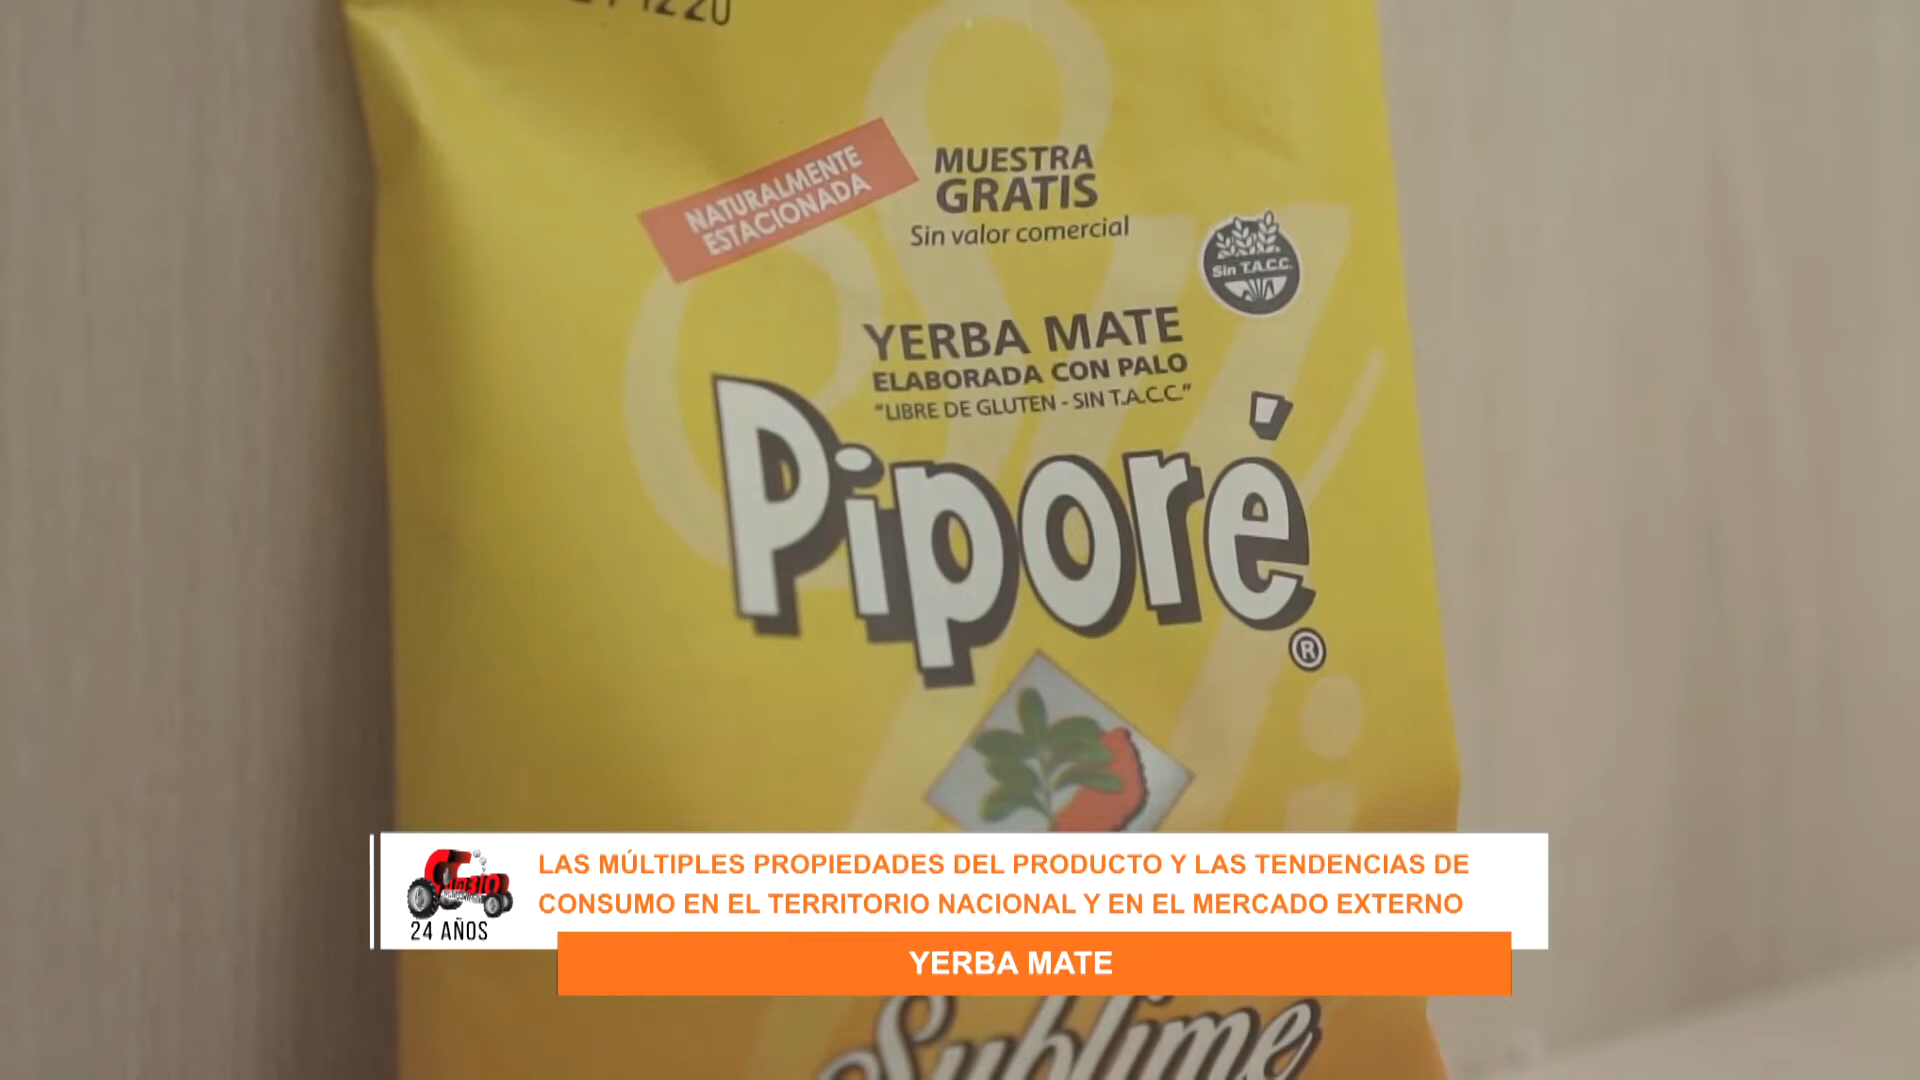 NATURALMENTE
ESTACIONADA
MUESTRA
GRATIS
Sin valor comercial
Sin T.A.C.C.
YERBA MATE
ELABORADA CON PALO
"LIBRE DE GLUTEN - SIN T.A.C.C."
Piporé
®
LAS MÚLTIPLES PROPIEDADES DEL PRODUCTO Y LAS TENDENCIAS DE
CONSUMO EN EL TERRITORIO NACIONAL Y EN EL MERCADO EXTERNO
24 AÑOS
YERBA MATE
Sublime